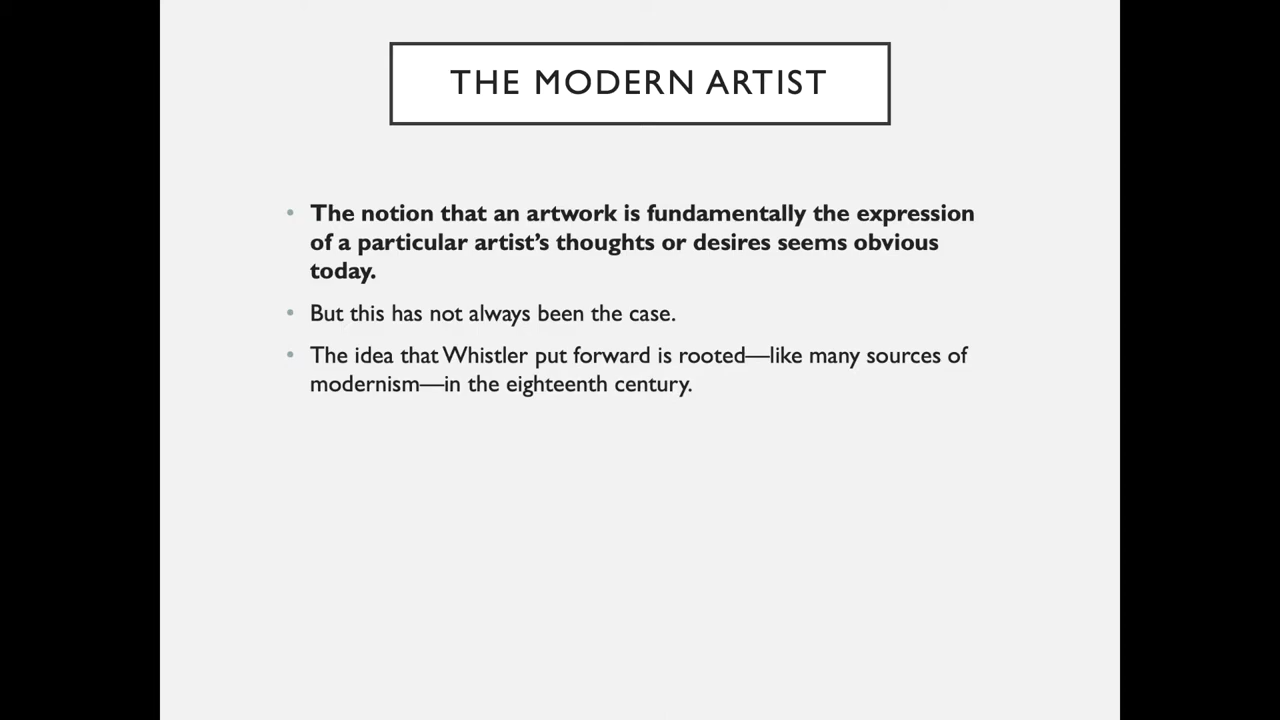 THE MODERN ARTIST
• The notion that an artwork is fundamentally the expression
of a particular artist’s thoughts or desires seems obvious
today.
• But this has not always been the case.
• The idea that Whistler put forward is rooted—like many sources of
modernism—in the eighteenth century.